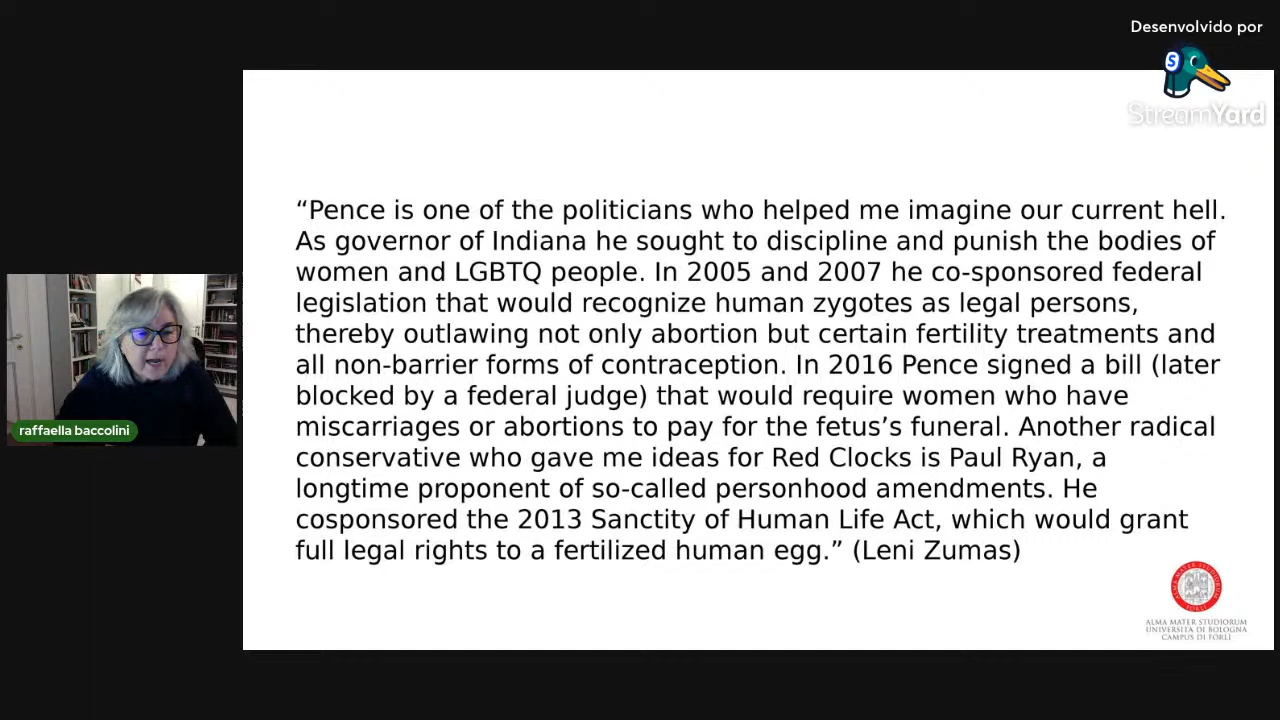 Desenvolvido por
S
StreamYard
“Pence is one of the politicians who helped me imagine our current hell.
As governor of Indiana he sought to discipline and punish the bodies of
women and LGBTQ people. In 2005 and 2007 he co-sponsored federal
legislation that would recognize human zygotes as legal persons,
thereby outlawing not only abortion but certain fertility treatments and
all non-barrier forms of contraception. In 2016 Pence signed a bill (later
blocked by a federal judge) that would require women who have
miscarriages or abortions to pay for the fetus’s funeral. Another radical
conservative who gave me ideas for Red Clocks is Paul Ryan, a
longtime proponent of so-called personhood amendments. He
cosponsored the 2013 Sanctity of Human Life Act, which would grant
full legal rights to a fertilized human egg.” (Leni Zumas)
raffaella baccolini
ALMA MATER STUDIORUM
UNIVERSITÀ DI BOLOGNA
CAMPUS DI FORLÌ